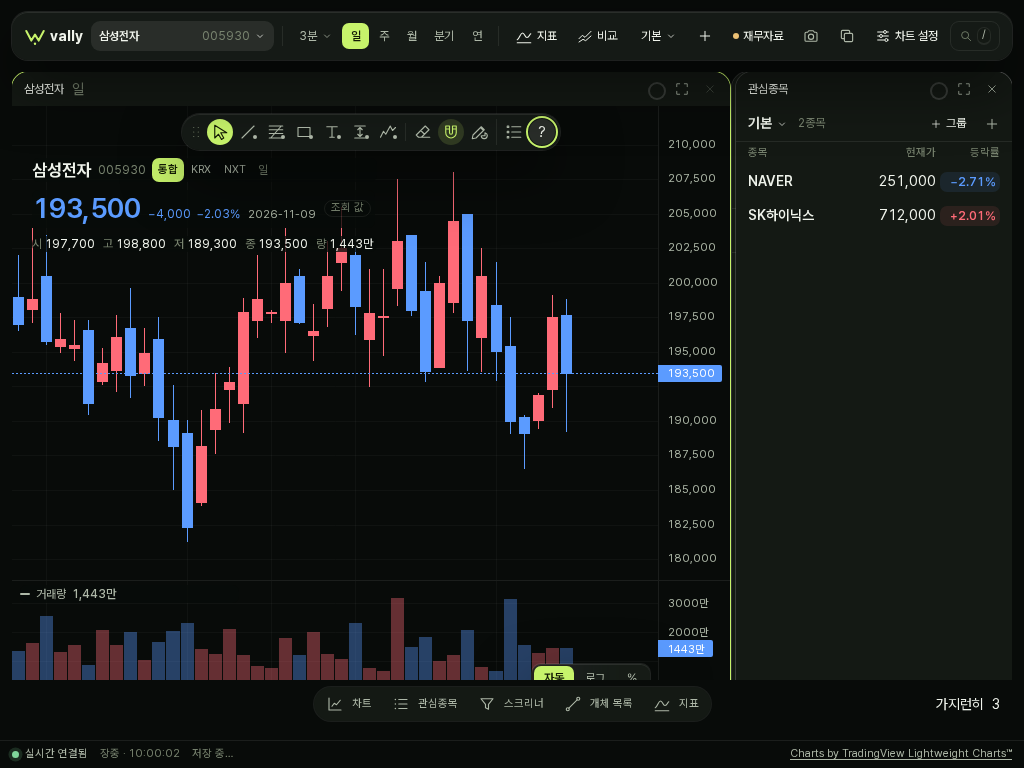 vally 삼성전자 005930 3분 일 주 월 분기 연 지표 비교 기본 재무자료 차트 설정 /
삼성전자 일
관심종목
기본 2종목 + 그룹
종목 현재가 등락률
NAVER 251,000 −2.71%
SK하이닉스 712,000 +2.01%
?
삼성전자 005930 통합 KRX NXT 일
193,500 −4,000 −2.03% 2026-11-09 조회 값
시 197,700 고 198,800 저 189,300 종 193,500 량 1,443만
210,000
207,500
205,000
202,500
200,000
197,500
195,000
193,500
190,000
187,500
185,000
182,500
180,000
거래량 1,443만
3000만
2000만
1443만
자동 로그 %
차트 관심종목 스크리너 개체 목록 지표
가지런히 3
실시간 연결됨 장중 · 10:00:02 저장 중…
Charts by TradingView Lightweight Charts™